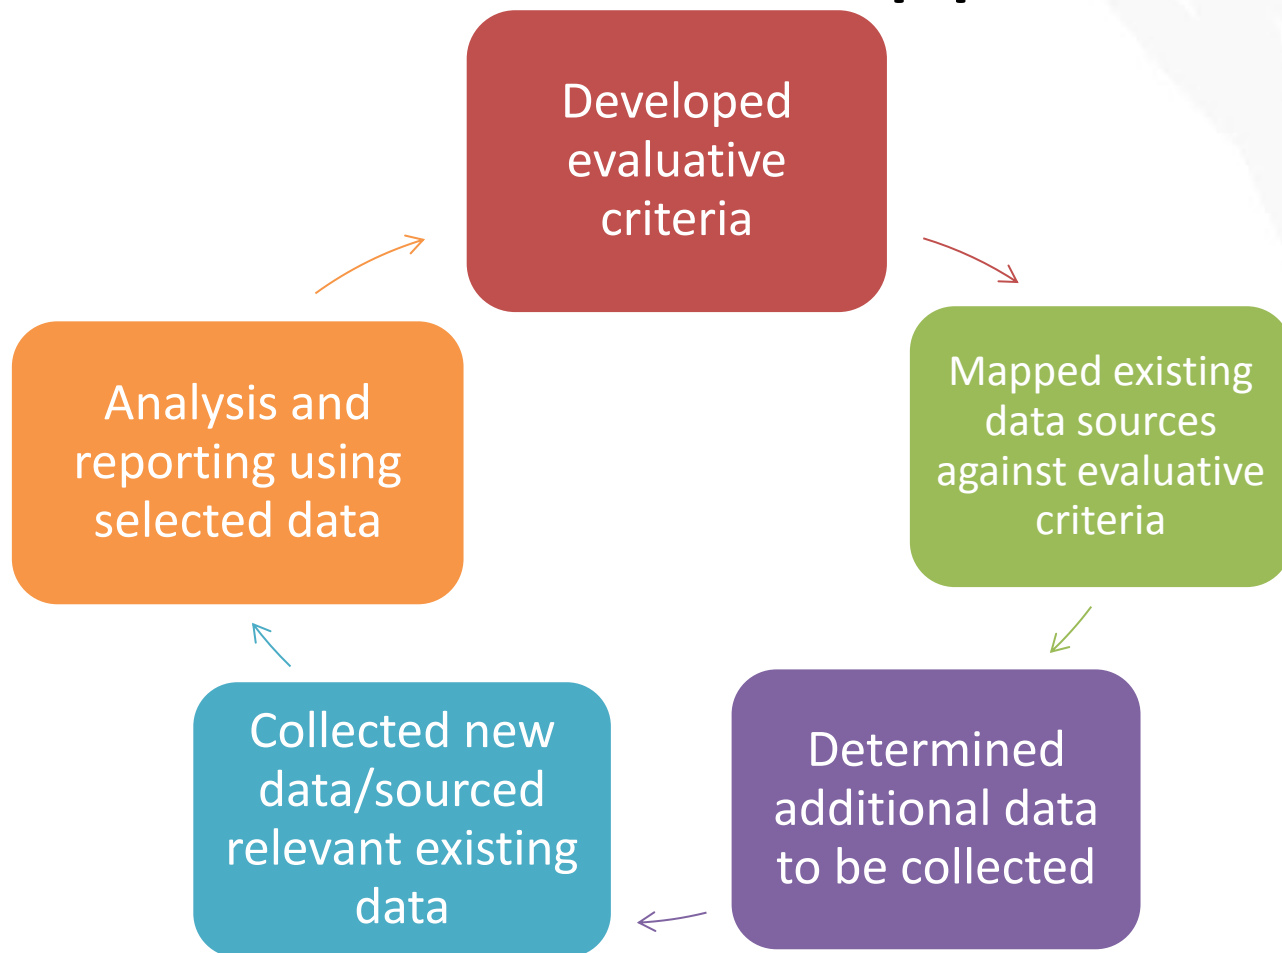 Developed
evaluative
criteria
Mapped existing
data sources
against evaluative
criteria
Determined
additional data
to be collected
Collected new
data/sourced
relevant existing
data
Analysis and
reporting using
selected data